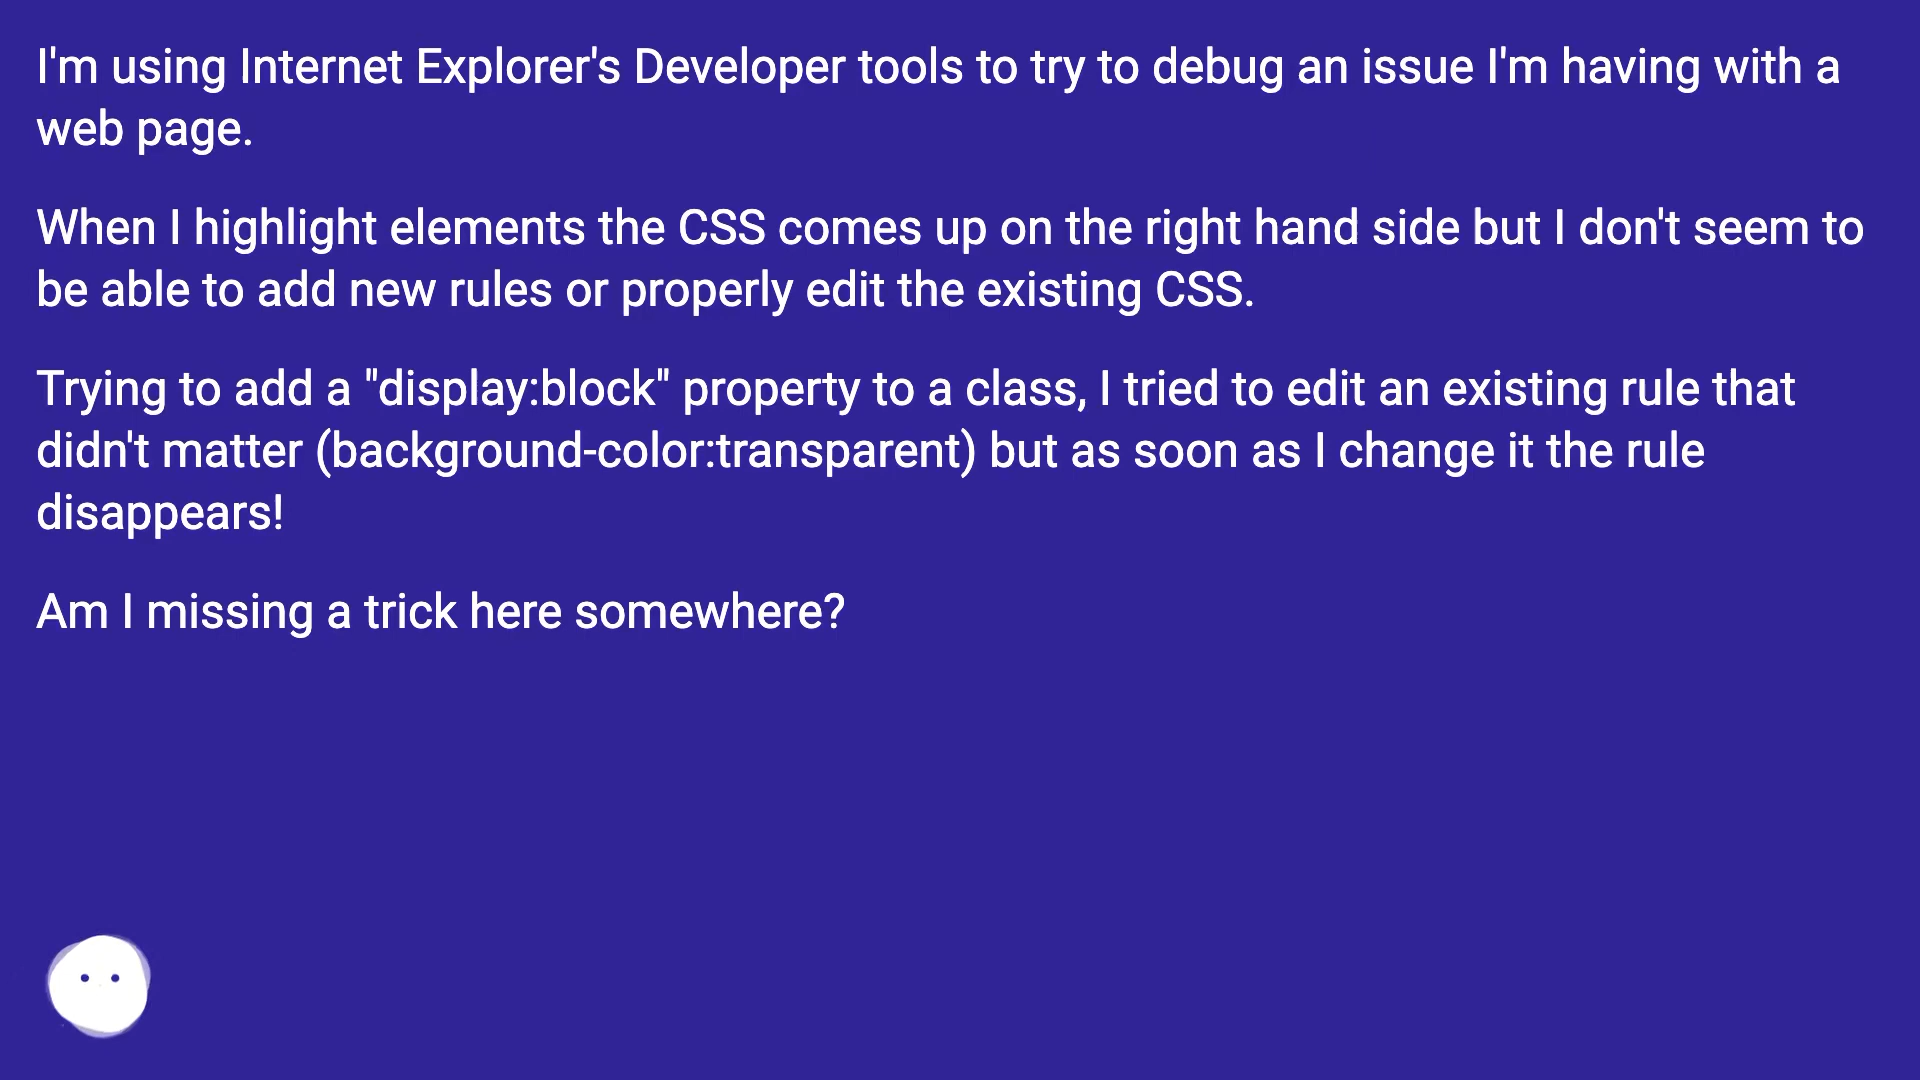 I'm using Internet Explorer's Developer tools to try to debug an issue I'm having with a
web page.
When I highlight elements the CSS comes up on the right hand side but I don't seem to
be able to add new rules or properly edit the existing CSS.
Trying to add a "display:block" property to a class, I tried to edit an existing rule that
didn't matter (background-color:transparent) but as soon as I change it the rule
disappears!
Am I missing a trick here somewhere?